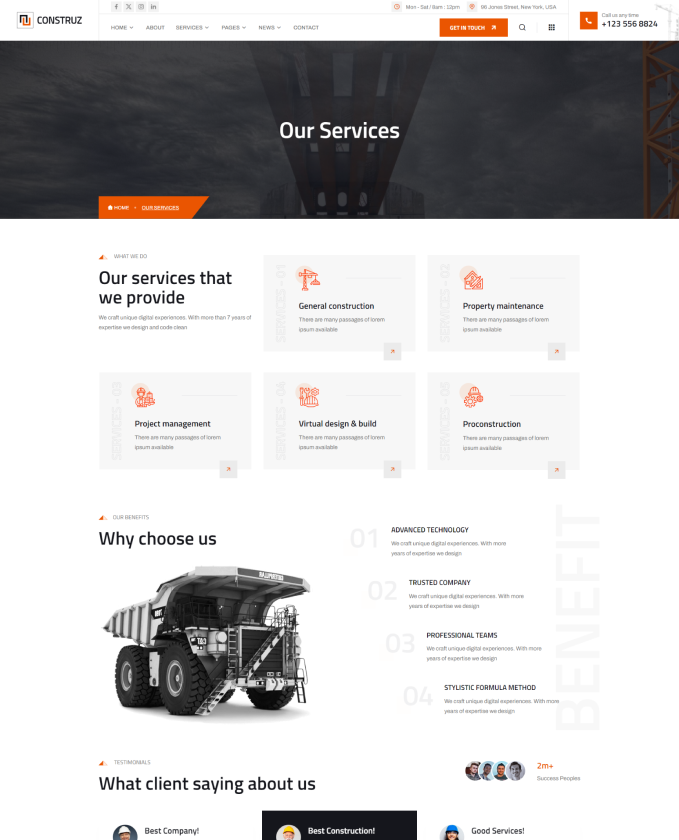 CONSTRUZ
Mon - Sat / 8am : 12pm
96 Jones Street, New York, USA
HOME
ABOUT
SERVICES
PAGES
NEWS
CONTACT
GET IN TOUCH
Call us any time
+123 556 8824
Our Services
HOME
OUR SERVICES
WHAT WE DO
Our services that
we provide
We craft unique digital experiences. With more than 7 years of
expertise we design and code clean
SERVICES - 01
General construction
There are many passages of lorem
ipsum available
SERVICES - 02
Property maintenance
There are many passages of lorem
ipsum available
SERVICES - 03
Project management
There are many passages of lorem
ipsum available
SERVICES - 04
Virtual design & build
There are many passages of lorem
ipsum available
SERVICES - 05
Proconstruction
There are many passages of lorem
ipsum available
OUR BENEFITS
Why choose us
01
ADVANCED TECHNOLOGY
We craft unique digital experiences. With more
years of expertise we design
02
TRUSTED COMPANY
We craft unique digital experiences. With more
years of expertise we design
03
PROFESSIONAL TEAMS
We craft unique digital experiences. With more
years of expertise we design
04
STYLISTIC FORMULA METHOD
We craft unique digital experiences. With more
years of expertise we design
BENEFIT
TESTIMONIALS
What client saying about us
2m+
Success Peoples
Best Company!
Best Construction!
Good Services!